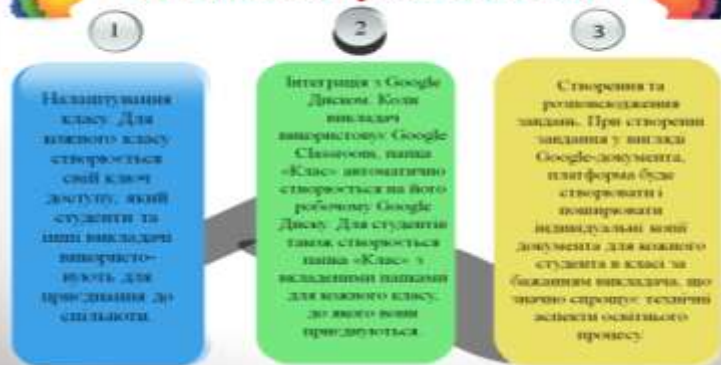 1
Налаштування
класу. Для
кожного класу
створюється
свій ключ
доступу, який
студенти та
інші викладачі
використо-
вують для
приєднання до
спільноти.
2
Інтеграція з Google
Диском. Коли
викладач
використовує Google
Classroom, папка
«Клас» автоматично
створюється на його
робочому Google
Диску. Для студентів
також створюється
папка «Клас» з
вкладеними папками
для кожного класу,
до якого вони
приєднуються.
3
Створення та
розповсюдження
завдань. При створенні
завдання у вигляді
Google-документа,
платформа буде
створювати і
поширювати
індивідуальні копії
документа для кожного
студента в класі за
бажанням викладача, що
значно спрощує технічні
аспекти освітнього
процесу.